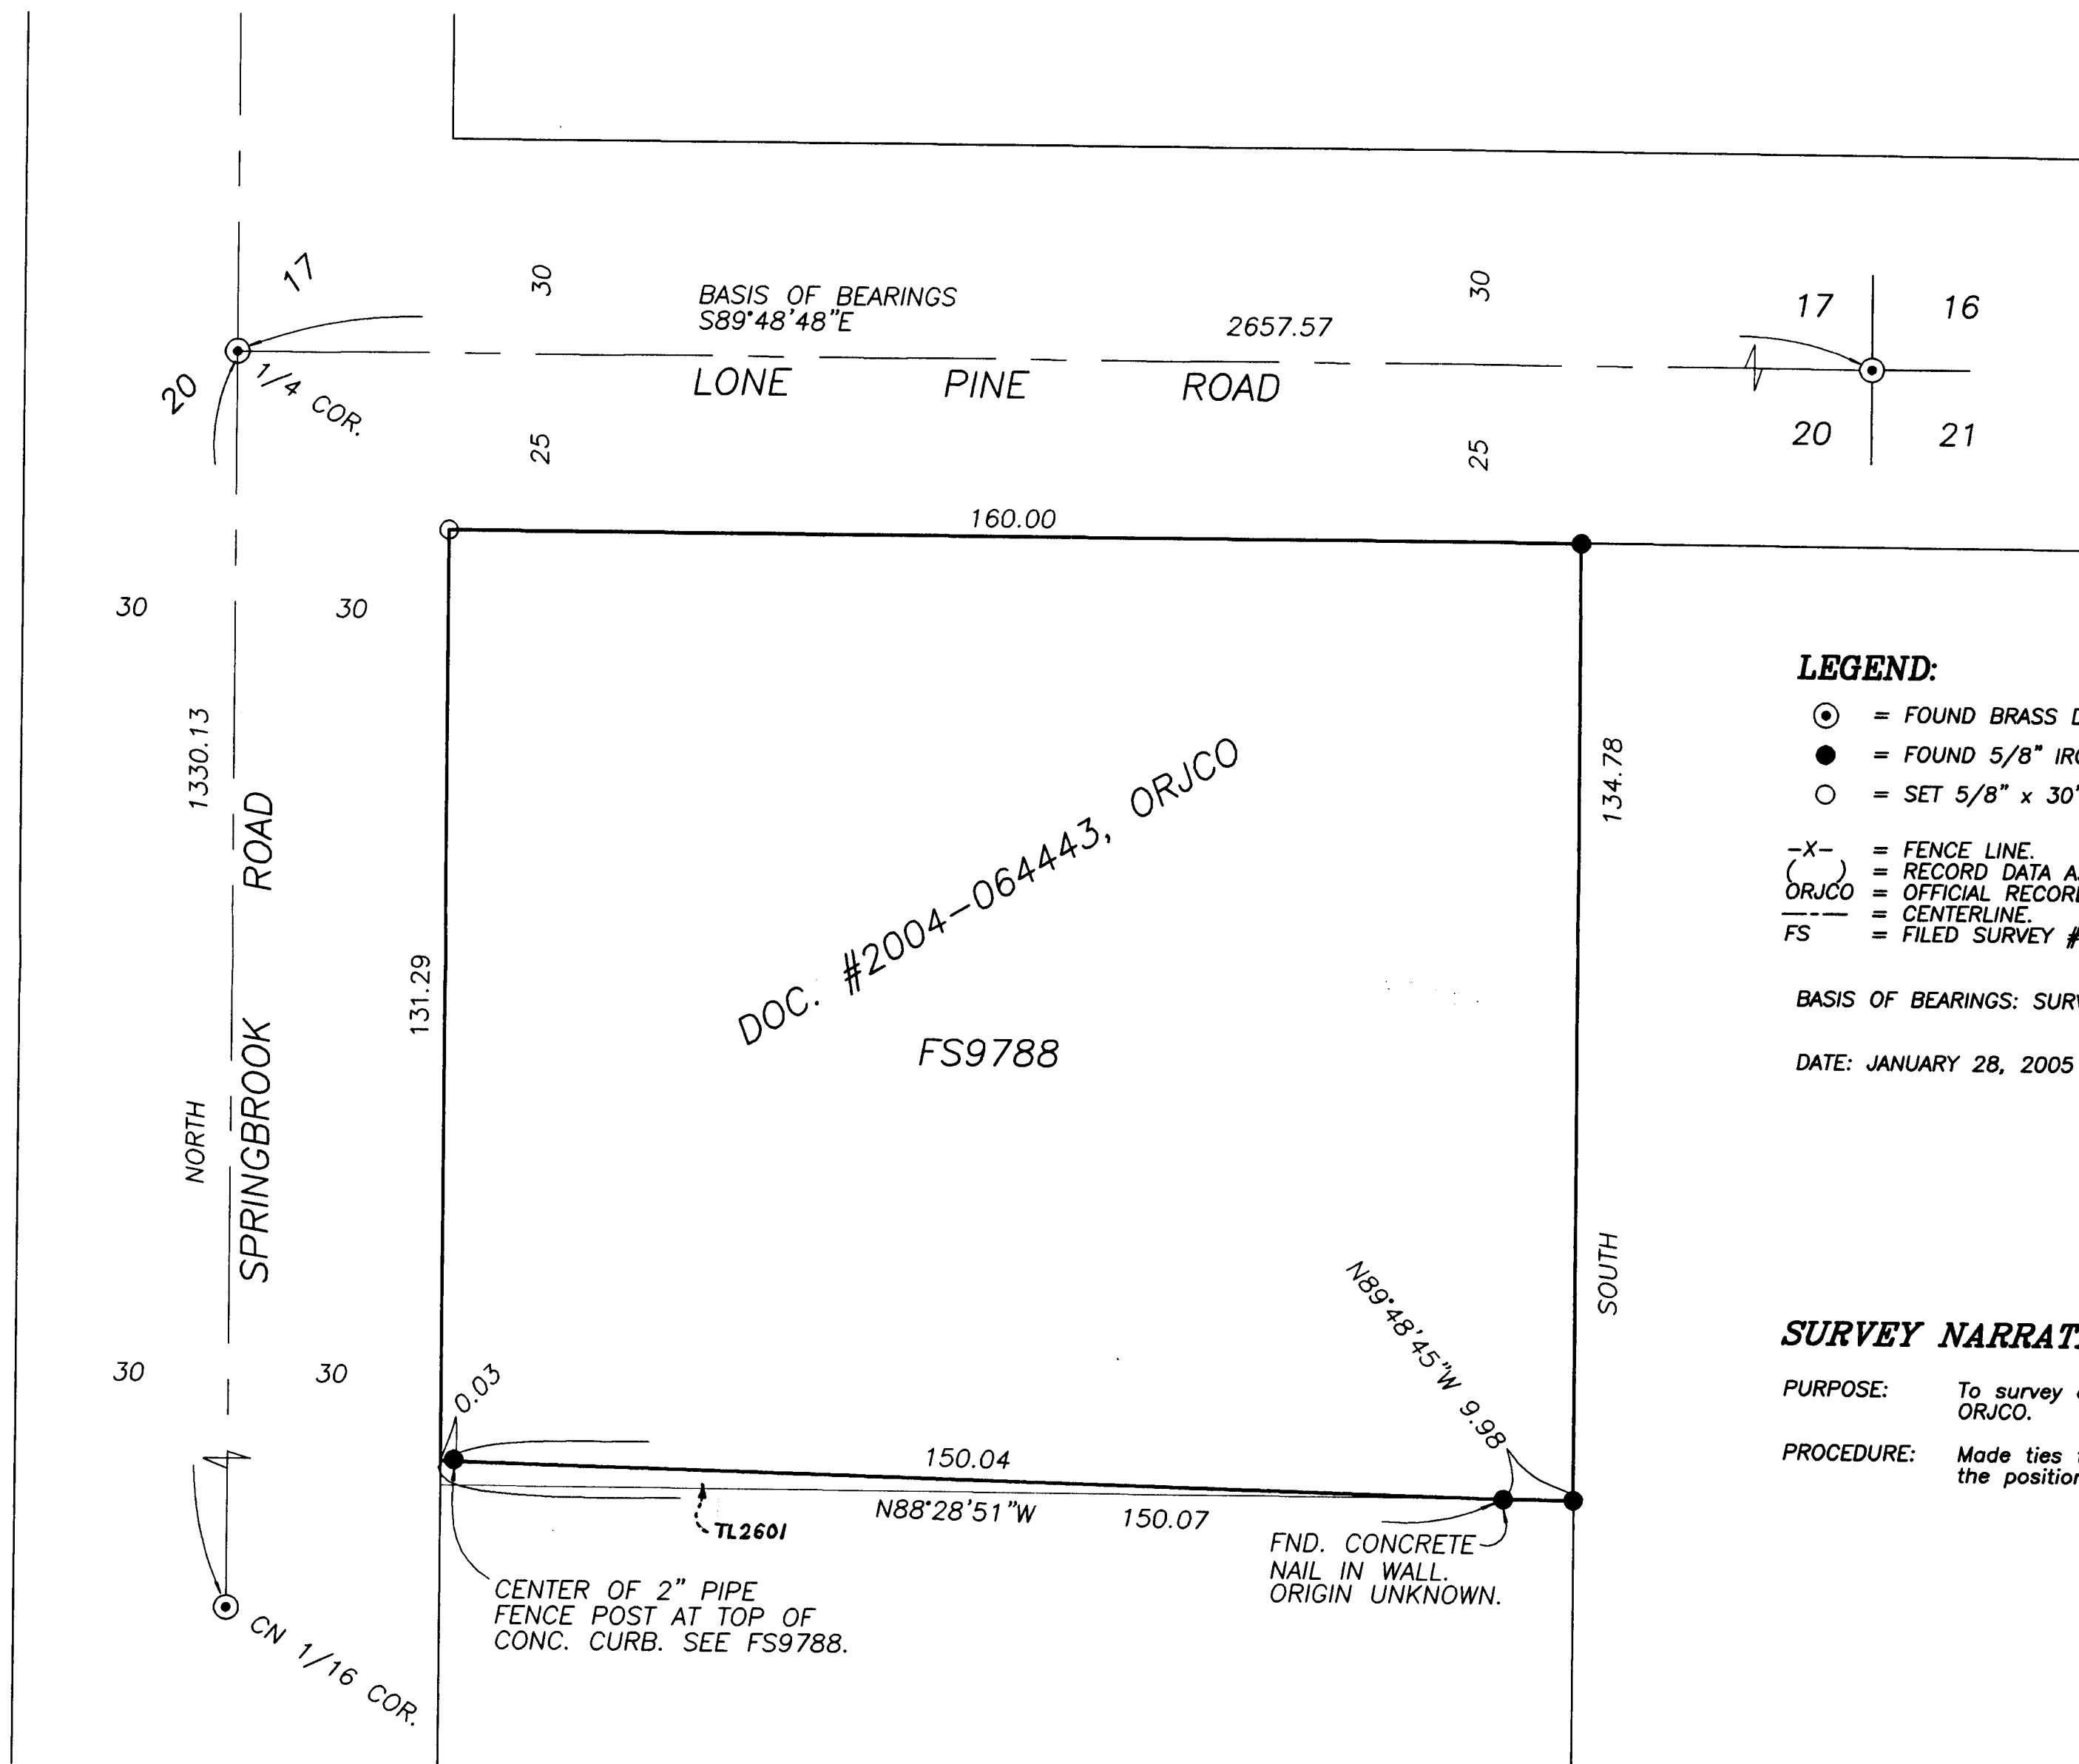 17
20
1/4 COR.
30
BASIS OF BEARINGS
S89°48'48"E
2657.57
30
LONE PINE ROAD
25
25
17
16
20
21
160.00
30
30
1330.13
NORTH
SPRINGBROOK ROAD
131.29
134.78
SOUTH
DOC. #2004-064443, ORJCO
FS9788
30
30
0.03
150.04
N88°28'51"W
150.07
TL2601
N89°48'45"W 9.98
FND. CONCRETE
NAIL IN WALL.
ORIGIN UNKNOWN.
CENTER OF 2" PIPE
FENCE POST AT TOP OF
CONC. CURB. SEE FS9788.
CN 1/16 COR.
LEGEND:
= FOUND BRASS
= FOUND 5/8"
= SET 5/8" x 30"
-X- = FENCE LINE.
( ) = RECORD DATA
ORJCO = OFFICIAL
—--— = CENTERLINE.
FS = FILED SURVEY #
BASIS OF BEARINGS:
DATE: JANUARY 28, 2005
SURVEY
PURPOSE: To survey
ORJCO.
PROCEDURE: Made ties
the